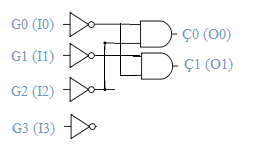 G0 (I0)
Ç0 (O0)
G1 (I1)
Ç1 (O1)
G2 (I2)
G3 (I3)